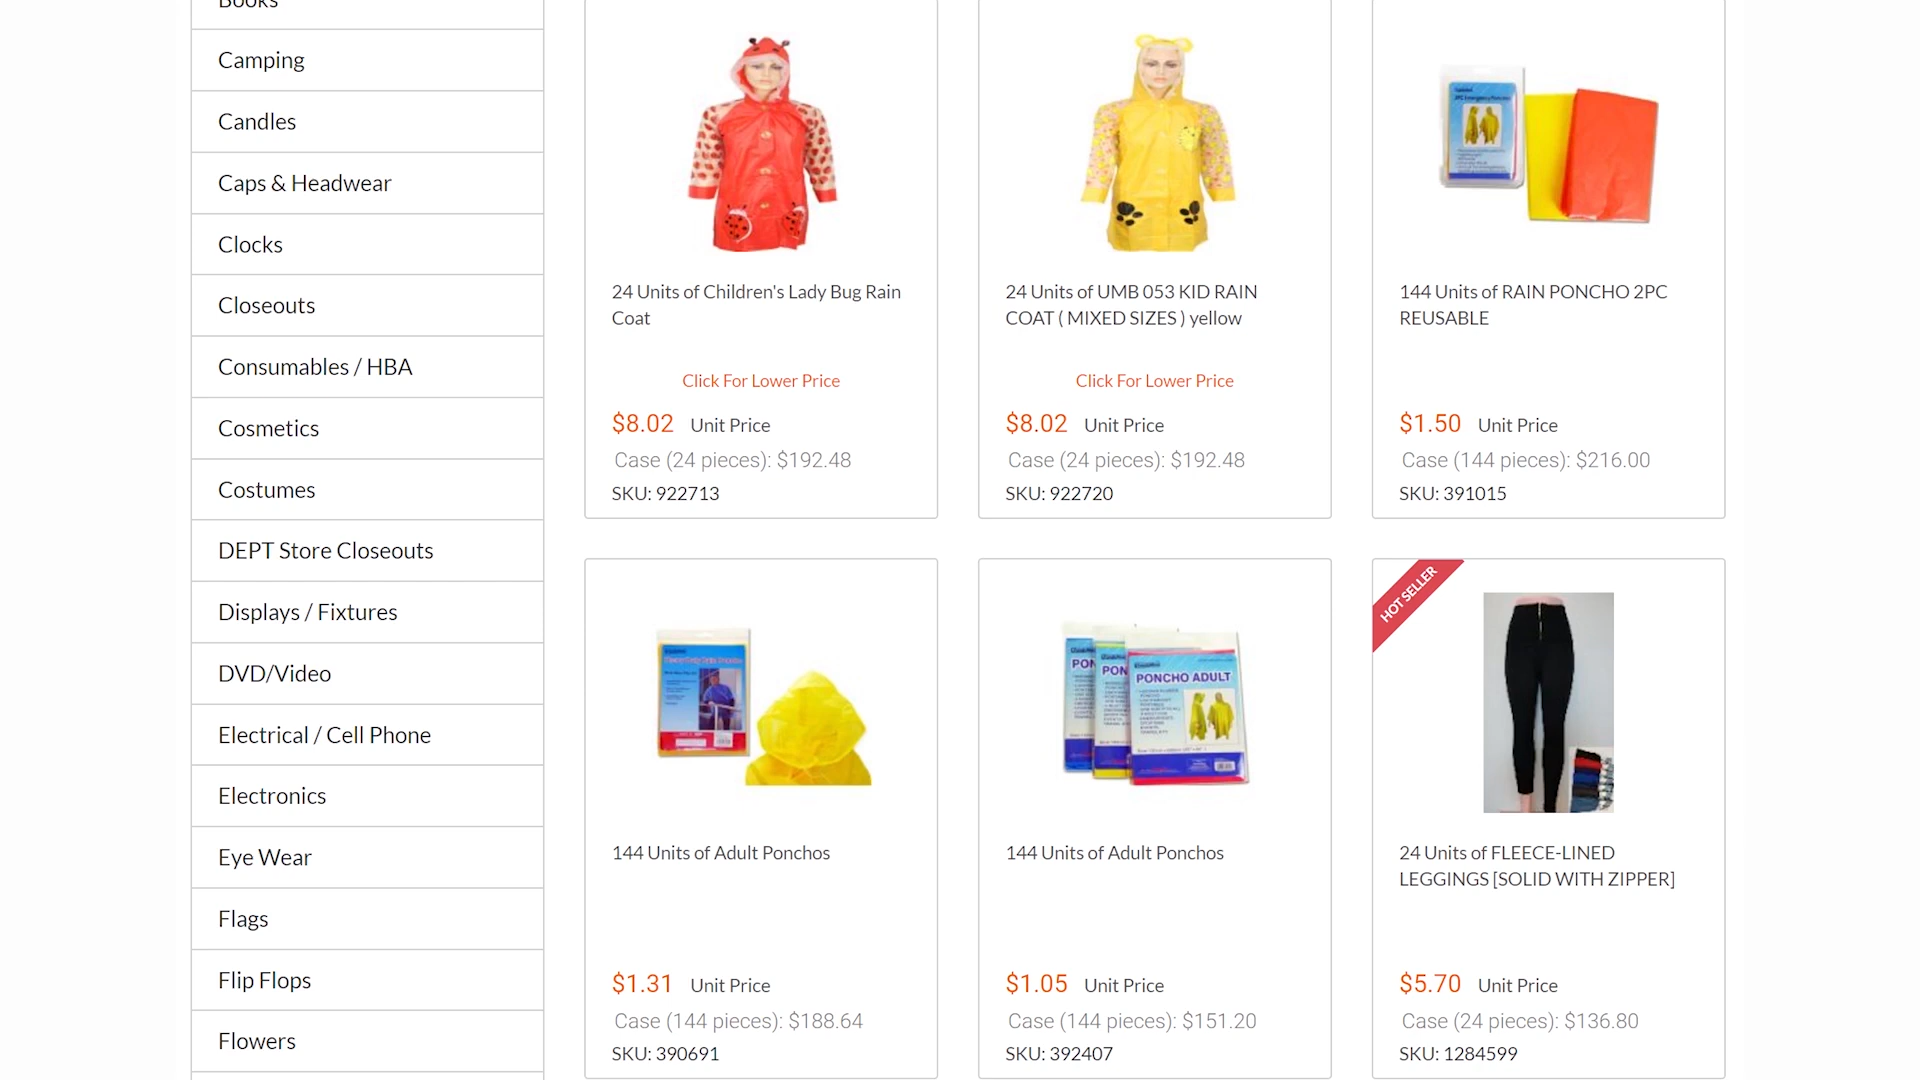 Books
Camping
Candles
Caps & Headwear
Clocks
Closeouts
Consumables / HBA
Cosmetics
Costumes
DEPT Store Closeouts
Displays / Fixtures
DVD/Video
Electrical / Cell Phone
Electronics
Eye Wear
Flags
Flip Flops
Flowers
24 Units of Children's Lady Bug Rain
Coat
Click For Lower Price
$8.02 Unit Price
Case (24 pieces): $192.48
SKU: 922713
24 Units of UMB 053 KID RAIN
COAT ( MIXED SIZES ) yellow
Click For Lower Price
$8.02 Unit Price
Case (24 pieces): $192.48
SKU: 922720
144 Units of RAIN PONCHO 2PC
REUSABLE
$1.50 Unit Price
Case (144 pieces): $216.00
SKU: 391015
144 Units of Adult Ponchos
$1.31 Unit Price
Case (144 pieces): $188.64
SKU: 390691
PON
PON
PONCHO ADULT
144 Units of Adult Ponchos
$1.05 Unit Price
Case (144 pieces): $151.20
SKU: 392407
HOT SELLER
24 Units of FLEECE-LINED
LEGGINGS [SOLID WITH ZIPPER]
$5.70 Unit Price
Case (24 pieces): $136.80
SKU: 1284599